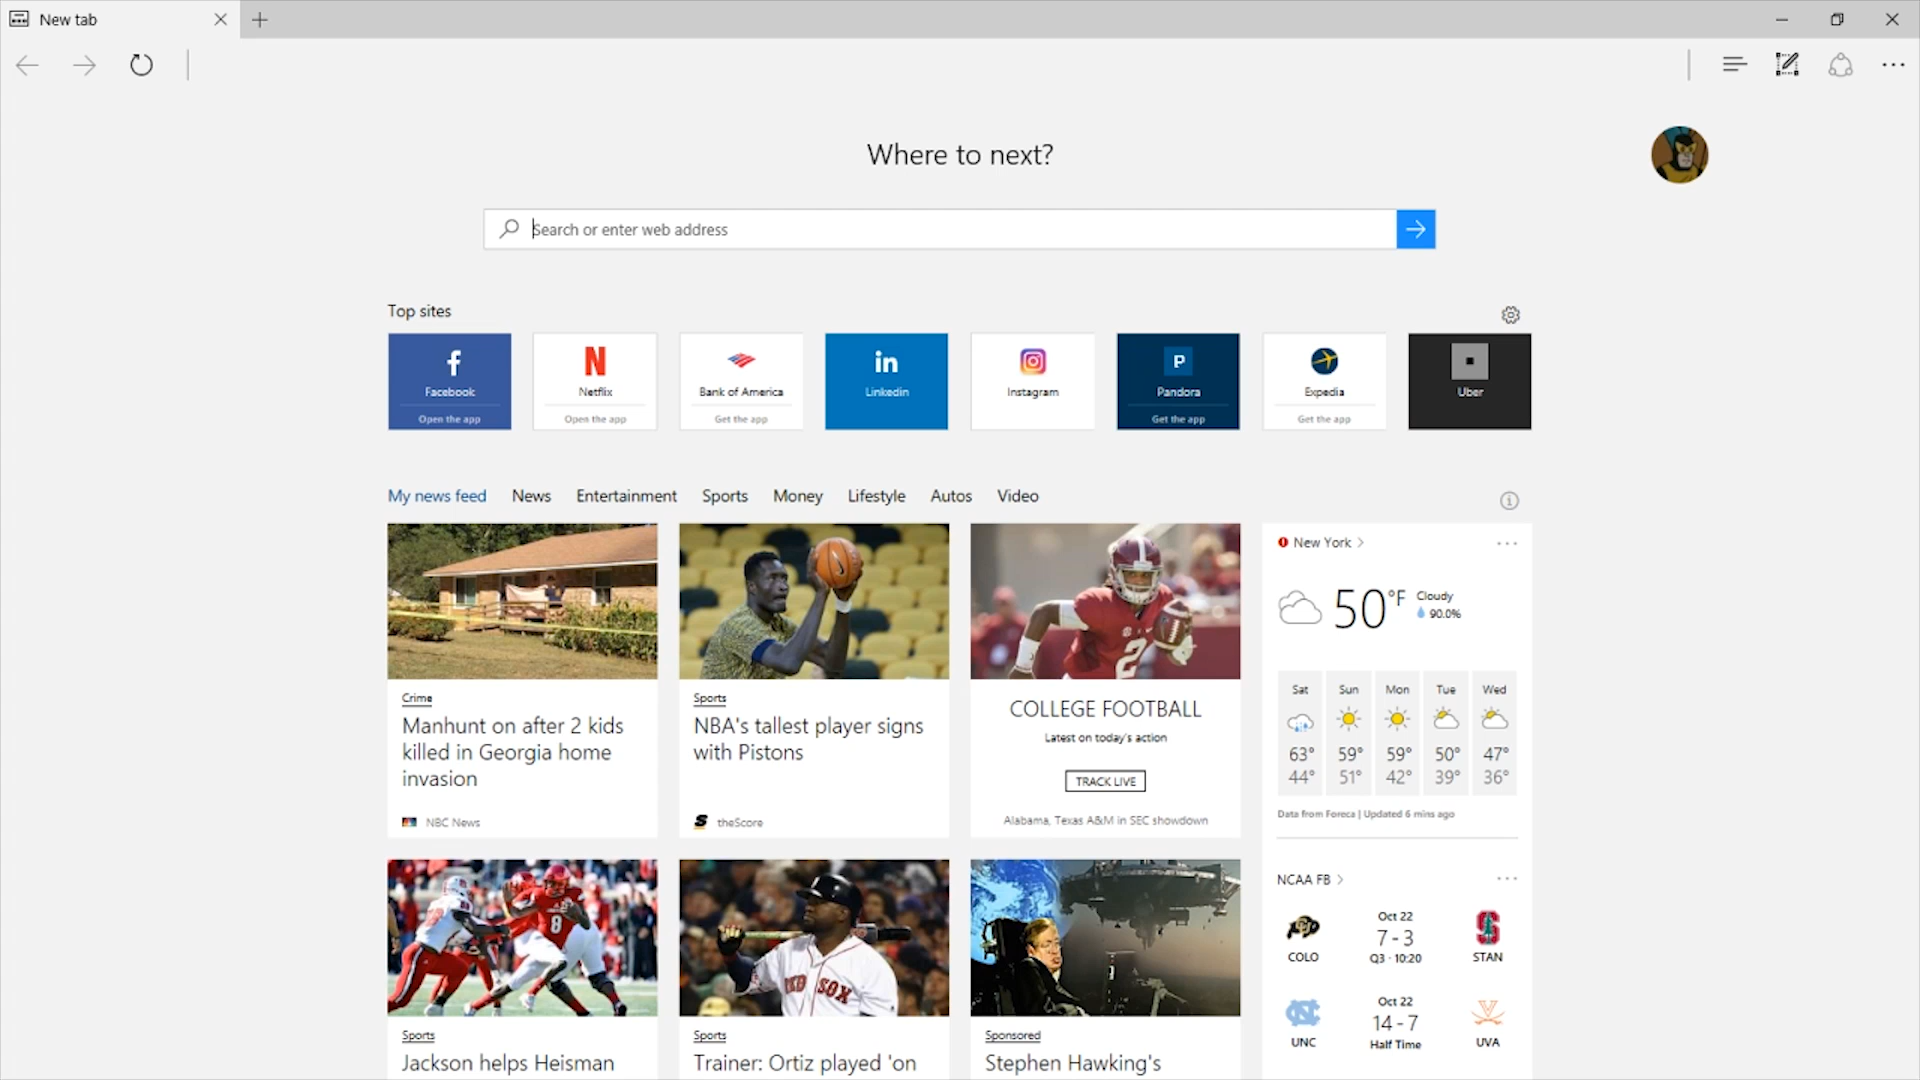 New tab
Where to next?
Search or enter web address
Top sites
Facebook
Open the app
Netflix
Open the app
Bank of America
Get the app
in
Linkedin
Instagram
P
Pandora
Get the app
Expedia
Get the app
Uber
My news feed News Entertainment Sports Money Lifestyle Autos Video
Crime
Manhunt on after 2 kids
killed in Georgia home
invasion
NBC News
Sports
NBA's tallest player signs
with Pistons
theScore
2
COLLEGE FOOTBALL
Latest on today's action
TRACK LIVE
Alabama, Texas A&M in SEC showdown
New York
50°F
Cloudy
90.0%
Sat Sun Mon Tue Wed
63° 59° 59° 50° 47°
44° 51° 42° 39° 36°
Data from Foreca | Updated 6 mins ago
NCAA FB
Oct 22
7 - 3
COLO Q3 · 10:20 STAN
Oct 22
14 - 7
UNC Half Time UVA
8
Sports
Jackson helps Heisman
RED SOX
Sports
Trainer: Ortiz played 'on
Sponsored
Stephen Hawking's